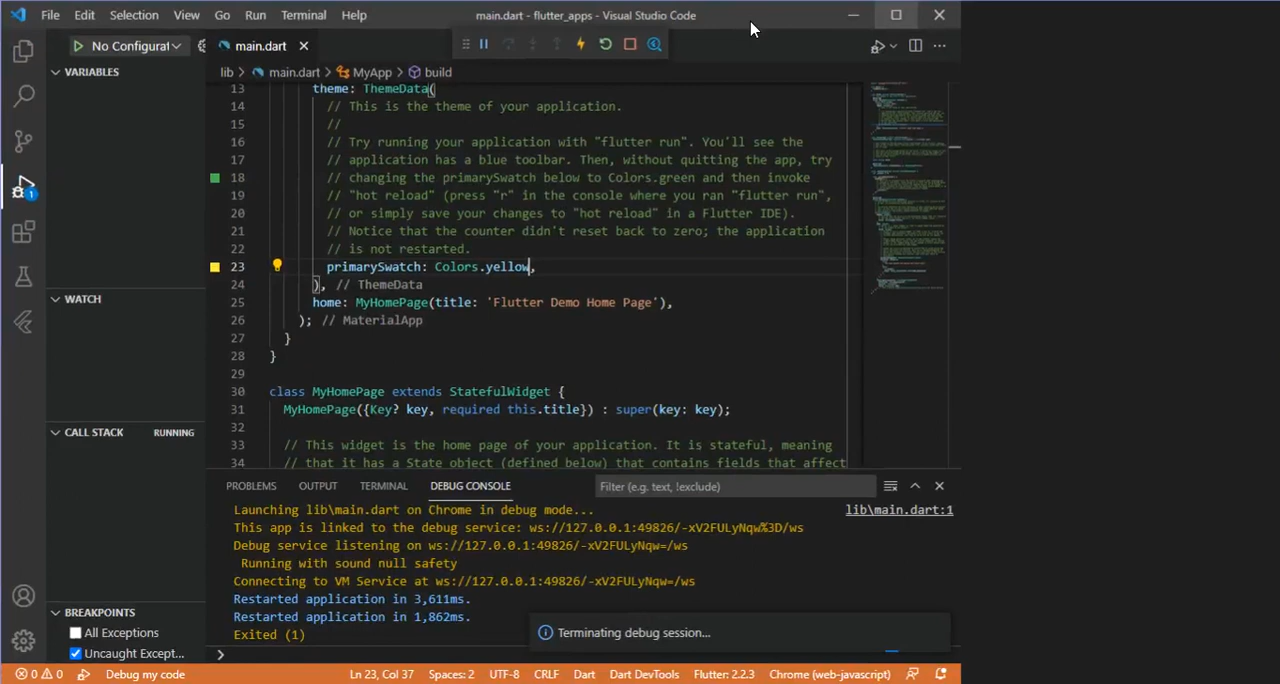 File Edit Selection View Go Run Terminal Help main.dart - flutter_apps - Visual Studio Code
No Configurat main.dart
VARIABLES
lib > main.dart > MyApp > build
13 theme: ThemeData(
14 // This is the theme of your application.
15 //
16 // Try running your application with "flutter run". You'll see the
17 // application has a blue toolbar. Then, without quitting the app, try
18 // changing the primarySwatch below to Colors.green and then invoke
19 // "hot reload" (press "r" in the console where you ran "flutter run",
20 // or simply save your changes to "hot reload" in a Flutter IDE).
21 // Notice that the counter didn't reset back to zero; the application
22 // is not restarted.
23 primarySwatch: Colors.yellow,
24 ), // ThemeData
25 home: MyHomePage(title: 'Flutter Demo Home Page'),
26 ); // MaterialApp
27 }
28 }
29
30 class MyHomePage extends StatefulWidget {
31 MyHomePage({Key? key, required this.title}) : super(key: key);
32
33 // This widget is the home page of your application. It is stateful, meaning
34 // that it has a State object (defined below) that contains fields that affect
1
WATCH
CALL STACK RUNNING
BREAKPOINTS
All Exceptions
Uncaught Except...
PROBLEMS OUTPUT TERMINAL DEBUG CONSOLE Filter (e.g. text, !exclude)
Launching lib\main.dart on Chrome in debug mode... lib\main.dart:1
This app is linked to the debug service: ws://127.0.0.1:49826/-xV2FULyNqw%3D/ws
Debug service listening on ws://127.0.0.1:49826/-xV2FULyNqw=/ws
Running with sound null safety
Connecting to VM Service at ws://127.0.0.1:49826/-xV2FULyNqw=/ws
Restarted application in 3,611ms.
Restarted application in 1,862ms.
Exited (1)
Terminating debug session...
>
0 0 Debug my code Ln 23, Col 37 Spaces: 2 UTF-8 CRLF Dart Dart DevTools Flutter: 2.2.3 Chrome (web-javascript)